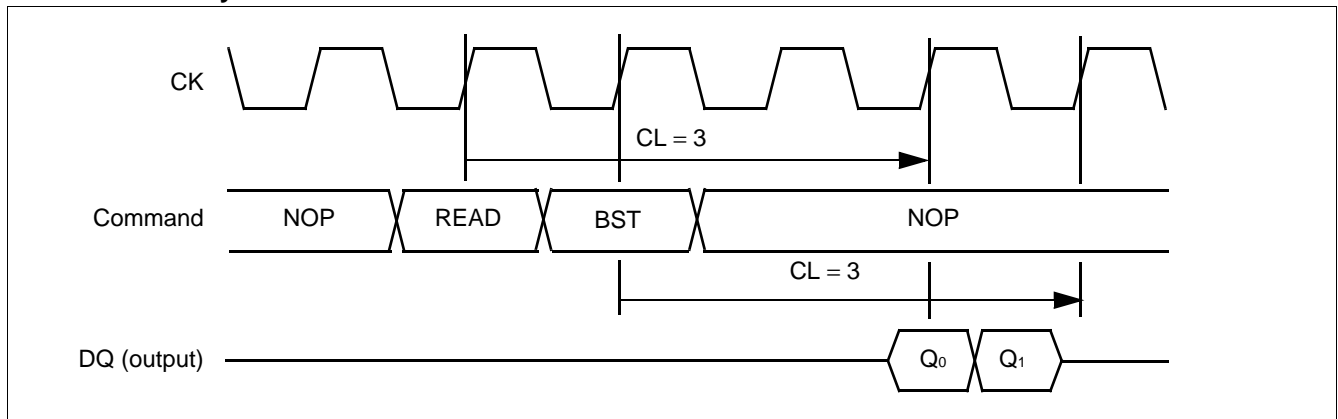 CK
CL = 3
Command
NOP
READ
BST
NOP
CL = 3
DQ (output)
Q0
Q1